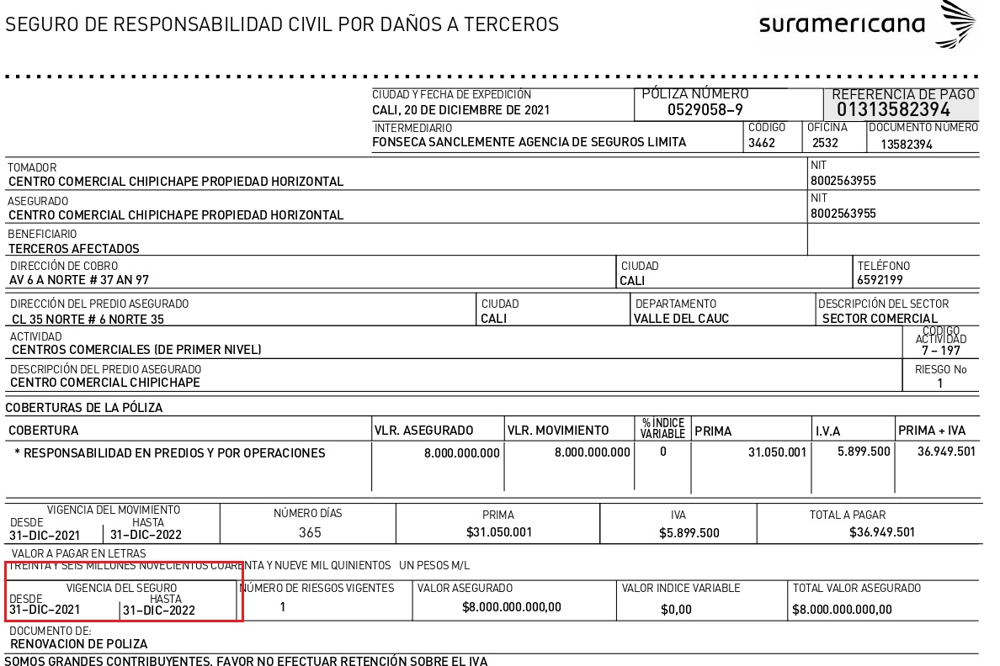 SEGURO DE RESPONSABILIDAD CIVIL POR DAÑOS A TERCEROS
suramericana
CIUDAD Y FECHA DE EXPEDICIÓN PÓLIZA NÚMERO REFERENCIA DE PAGO
CALI, 20 DE DICIEMBRE DE 2021 0529058–9 01313582394
INTERMEDIARIO CÓDIGO OFICINA DOCUMENTO NÚMERO
FONSECA SANCLEMENTE AGENCIA DE SEGUROS LIMITA 3462 2532 13582394
TOMADOR NIT
CENTRO COMERCIAL CHIPICHAPE PROPIEDAD HORIZONTAL 8002563955
ASEGURADO NIT
CENTRO COMERCIAL CHIPICHAPE PROPIEDAD HORIZONTAL 8002563955
BENEFICIARIO
TERCEROS AFECTADOS
DIRECCIÓN DE COBRO CIUDAD TELÉFONO
AV 6 A NORTE # 37 AN 97 CALI 6592199
DIRECCIÓN DEL PREDIO ASEGURADO CIUDAD DEPARTAMENTO DESCRIPCIÓN DEL SECTOR
CL 35 NORTE # 6 NORTE 35 CALI VALLE DEL CAUC SECTOR COMERCIAL
ACTIVIDAD CÓDIGO ACTIVIDAD
CENTROS COMERCIALES (DE PRIMER NIVEL) 7 – 197
DESCRIPCIÓN DEL PREDIO ASEGURADO RIESGO No
CENTRO COMERCIAL CHIPICHAPE 1
COBERTURAS DE LA PÓLIZA
COBERTURA VLR. ASEGURADO VLR. MOVIMIENTO % ÍNDICE VARIABLE PRIMA I.V.A PRIMA + IVA
* RESPONSABILIDAD EN PREDIOS Y POR OPERACIONES 8.000.000.000 8.000.000.000 0 31.050.001 5.899.500 36.949.501
VIGENCIA DEL MOVIMIENTO NÚMERO DÍAS PRIMA IVA TOTAL A PAGAR
DESDE HASTA
31–DIC–2021 31–DIC–2022 365 $31.050.001 $5.899.500 $36.949.501
VALOR A PAGAR EN LETRAS
TREINTA Y SEIS MILLONES NOVECIENTOS CUARENTA Y NUEVE MIL QUINIENTOS UN PESOS M/L
VIGENCIA DEL SEGURO NÚMERO DE RIESGOS VIGENTES VALOR ASEGURADO VALOR INDICE VARIABLE TOTAL VALOR ASEGURADO
DESDE HASTA
31–DIC–2021 31–DIC–2022 1 $8.000.000.000,00 $0,00 $8.000.000.000,00
DOCUMENTO DE:
RENOVACION DE POLIZA
SOMOS GRANDES CONTRIBUYENTES. FAVOR NO EFECTUAR RETENCIÓN SOBRE EL IVA